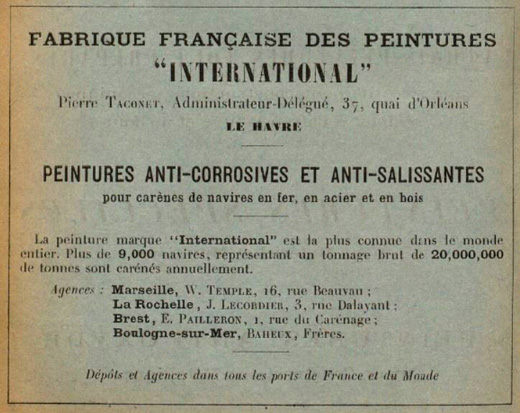 FABRIQUE FRANÇAISE DES PEINTURES
"INTERNATIONAL"
Pierre TACONET, Administrateur-Délégué, 37, quai d'Orléans
LE HAVRE
PEINTURES ANTI-CORROSIVES ET ANTI-SALISSANTES
pour carènes de navires en fer, en acier et en bois
La peinture marque "International" est la plus connue dans le monde
entier. Plus de 9,000 navires, représentant un tonnage brut de 20,000,000
de tonnes sont carénés annuellement.
Agences : Marseille, W. TEMPLE, 16, rue Beauvau ;
La Rochelle, J. LECORDIER, 3, rue Dalayant ;
Brest, E. PAILLERON, 1, rue du Carénage ;
Boulogne-sur-Mer, BAHEUX, Frères.
Dépôts et Agences dans tous les ports de France et du Monde